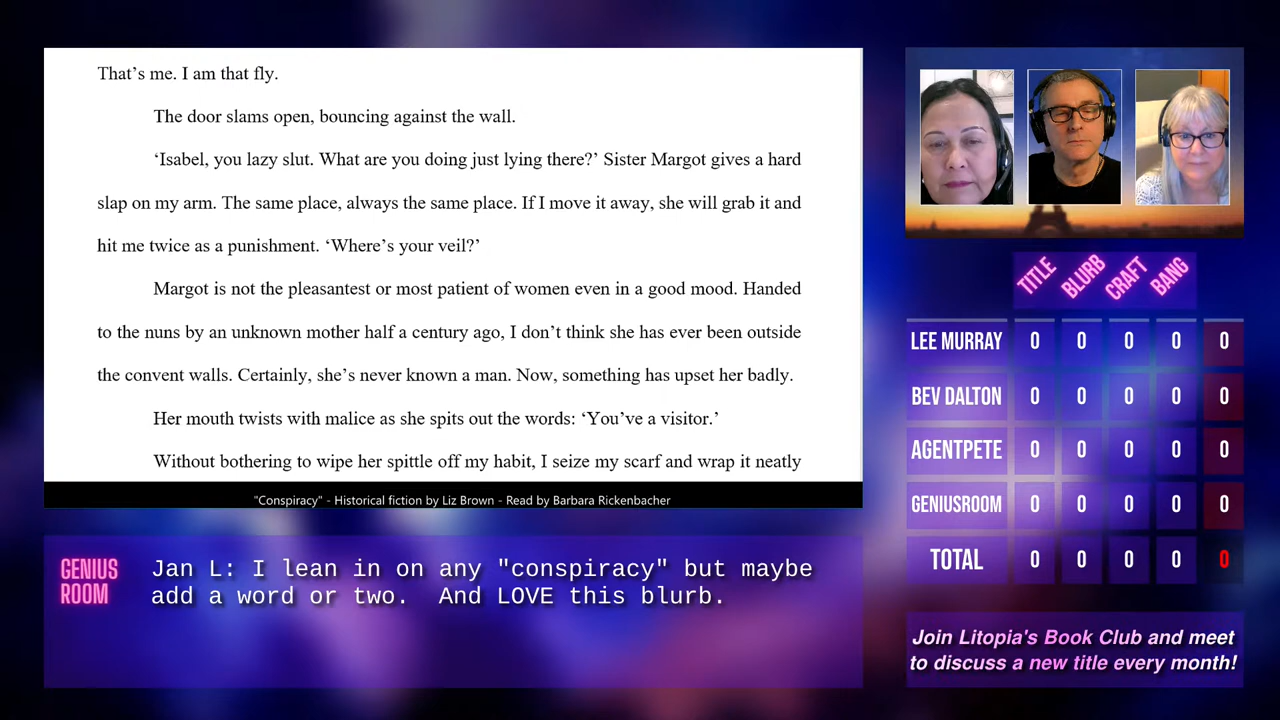 That’s me. I am that fly.
The door slams open, bouncing against the wall.
‘Isabel, you lazy slut. What are you doing just lying there?’ Sister Margot gives a hard
slap on my arm. The same place, always the same place. If I move it away, she will grab it and
hit me twice as a punishment. ‘Where’s your veil?’
Margot is not the pleasantest or most patient of women even in a good mood. Handed
to the nuns by an unknown mother half a century ago, I don’t think she has ever been outside
the convent walls. Certainly, she’s never known a man. Now, something has upset her badly.
Her mouth twists with malice as she spits out the words: ‘You’ve a visitor.’
Without bothering to wipe her spittle off my habit, I seize my scarf and wrap it neatly
"Conspiracy" - Historical fiction by Liz Brown - Read by Barbara Rickenbacher
GENIUS
ROOM
Jan L: I lean in on any "conspiracy" but maybe
add a word or two. And LOVE this blurb.
TITLE BLURB CRAFT BANG
LEE MURRAY 0 0 0 0 0
BEV DALTON 0 0 0 0 0
AGENTPETE 0 0 0 0 0
GENIUSROOM 0 0 0 0 0
TOTAL 0 0 0 0 0
Join Litopia's Book Club and meet
to discuss a new title every month!